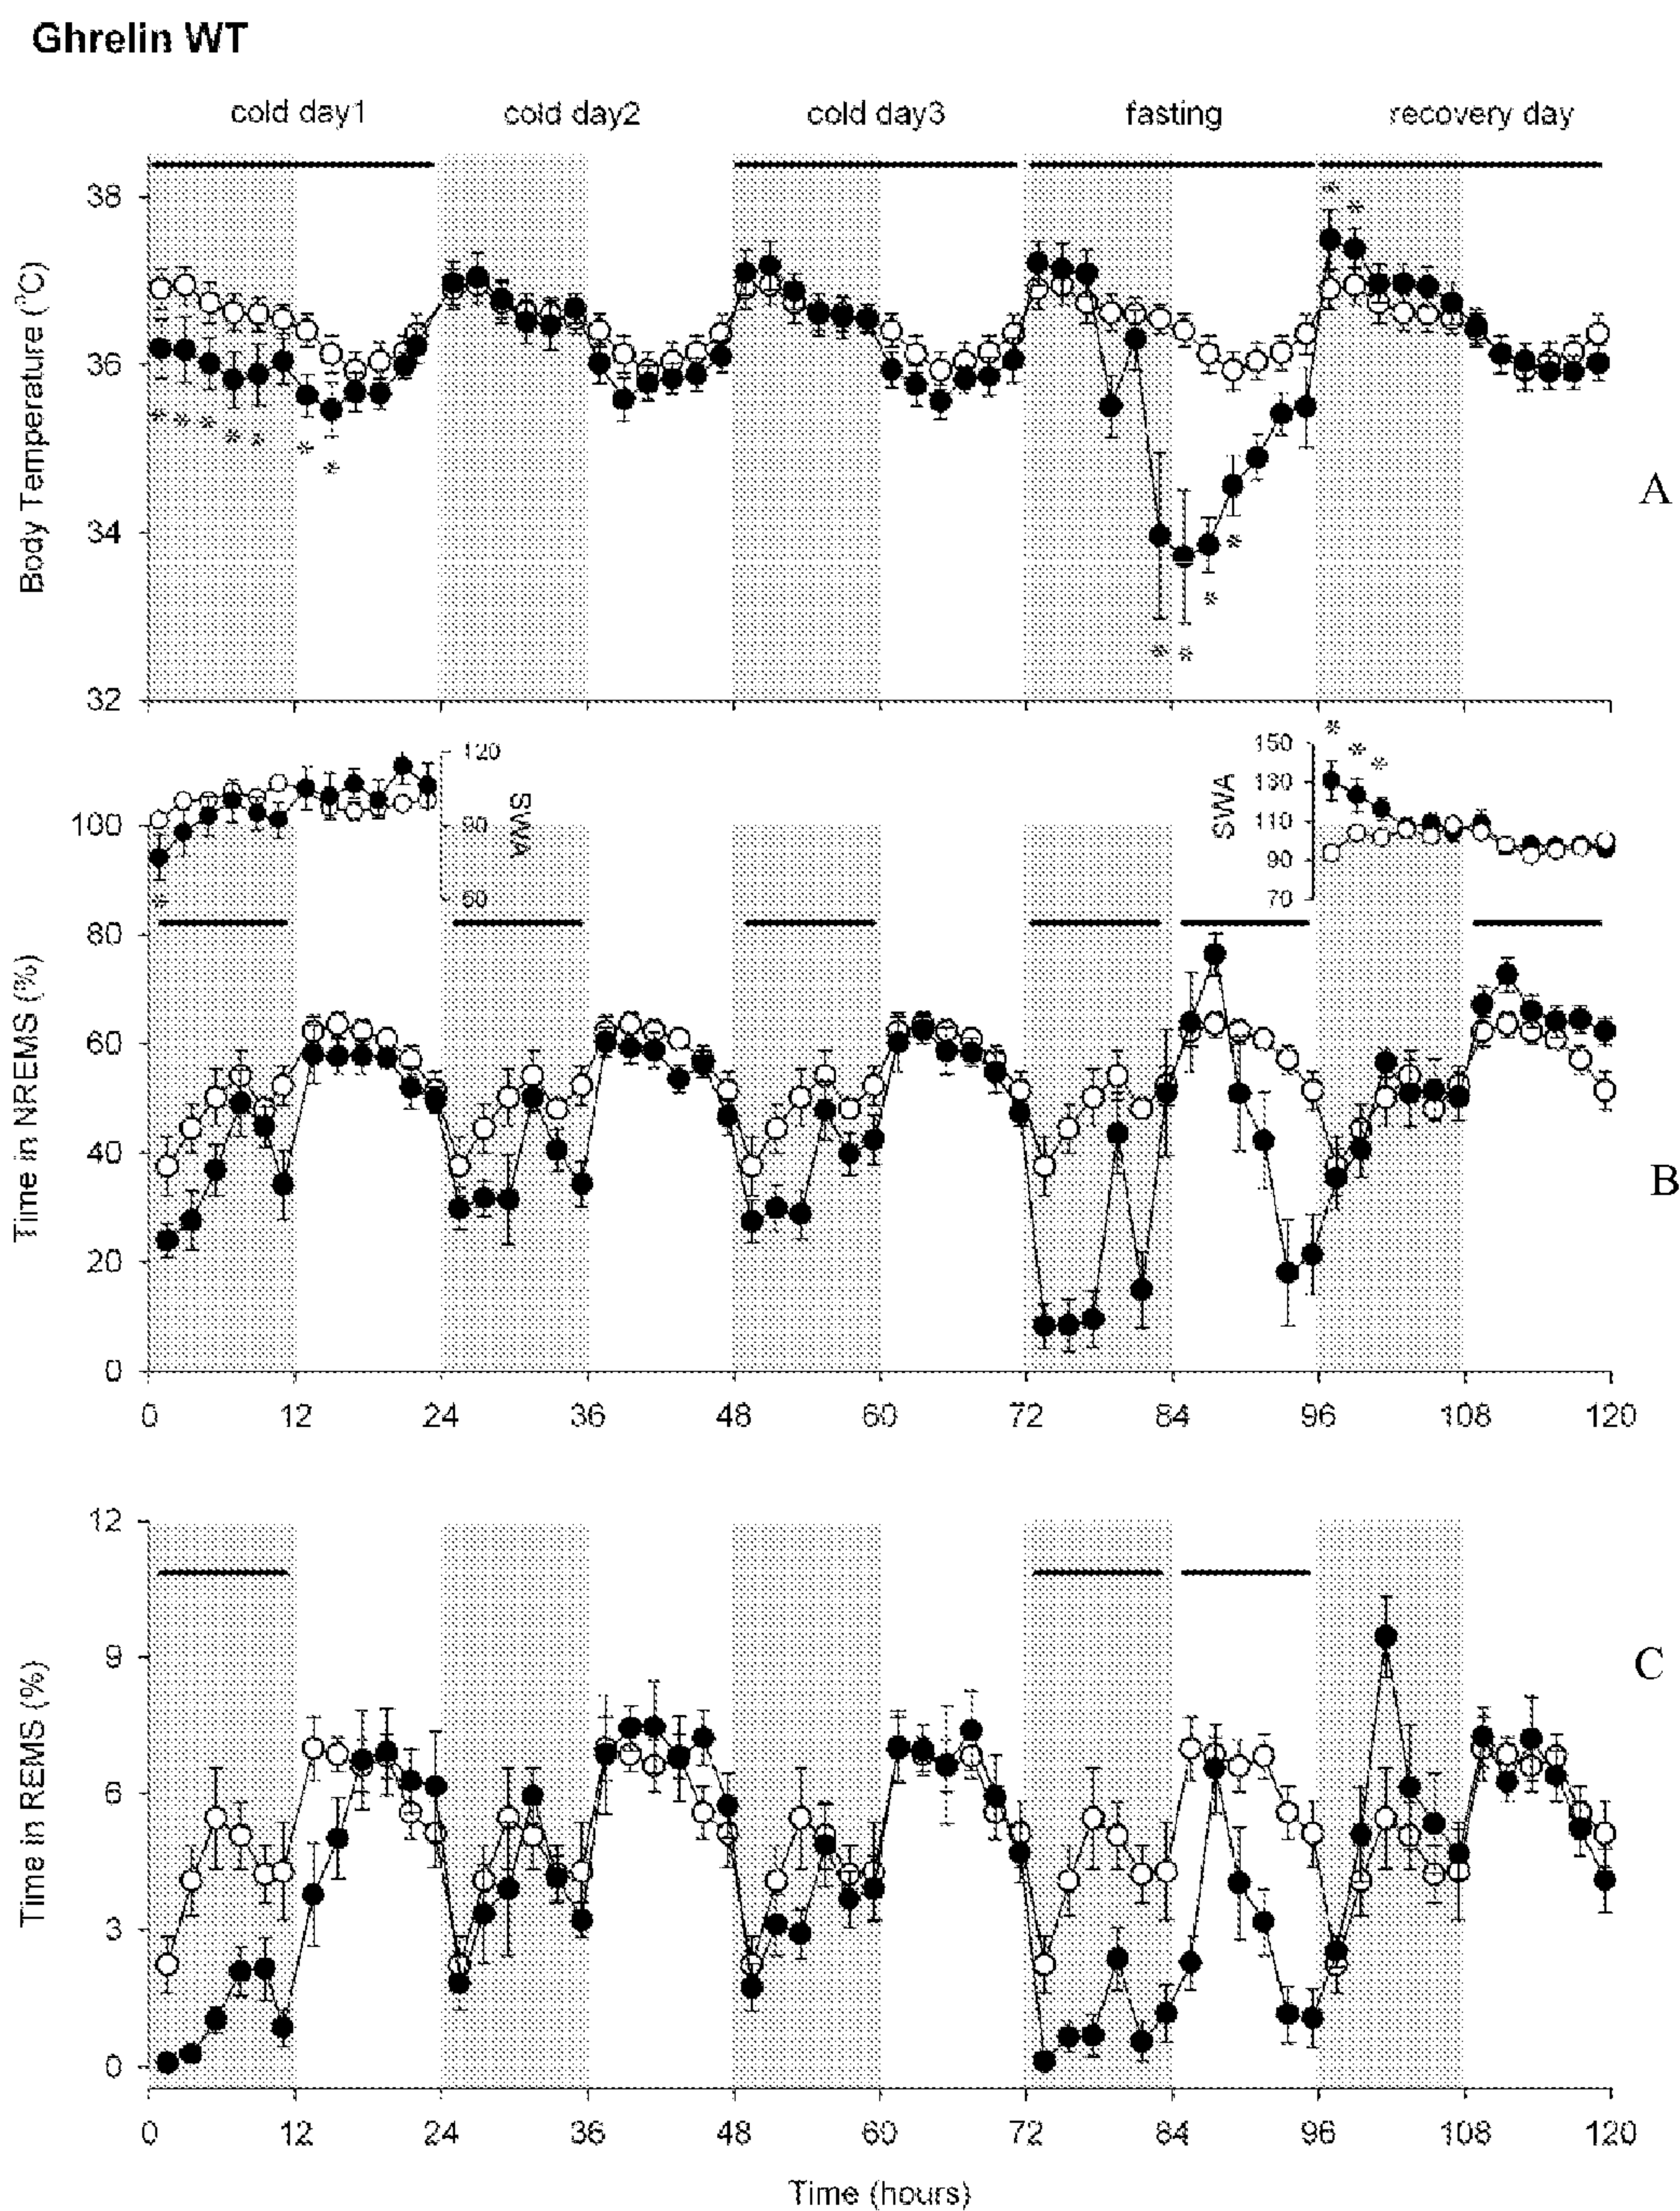 Ghrelin WT
cold day1 cold day2 cold day3 fasting recovery day
38
36
34
32
Body Temperature (°C)
A
* * * * * * * * * * * * *
120
90
60
SWA
*
150
130
110
90
70
SWA
* * *
100
80
60
40
20
0
Time in NREMS (%)
B
0 12 24 36 48 60 72 84 96 108 120
12
9
6
3
0
Time in REMS (%)
C
0 12 24 36 48 60 72 84 96 108 120
Time (hours)